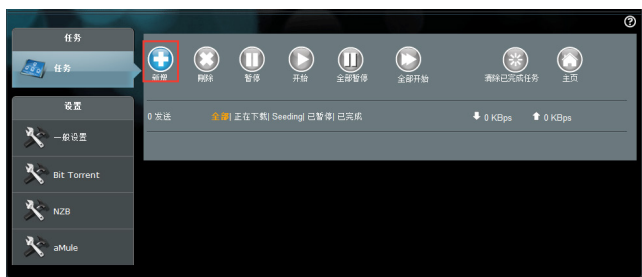 ?
任务
任务
设置
一般设置
Bit Torrent
NZB
aMule
新增 删除 暂停 开始 全部暂停 全部开始 清除已完成任务 主页
0 发送 全部| 正在下载| Seeding| 已暂停| 已完成 0 KBps 0 KBps